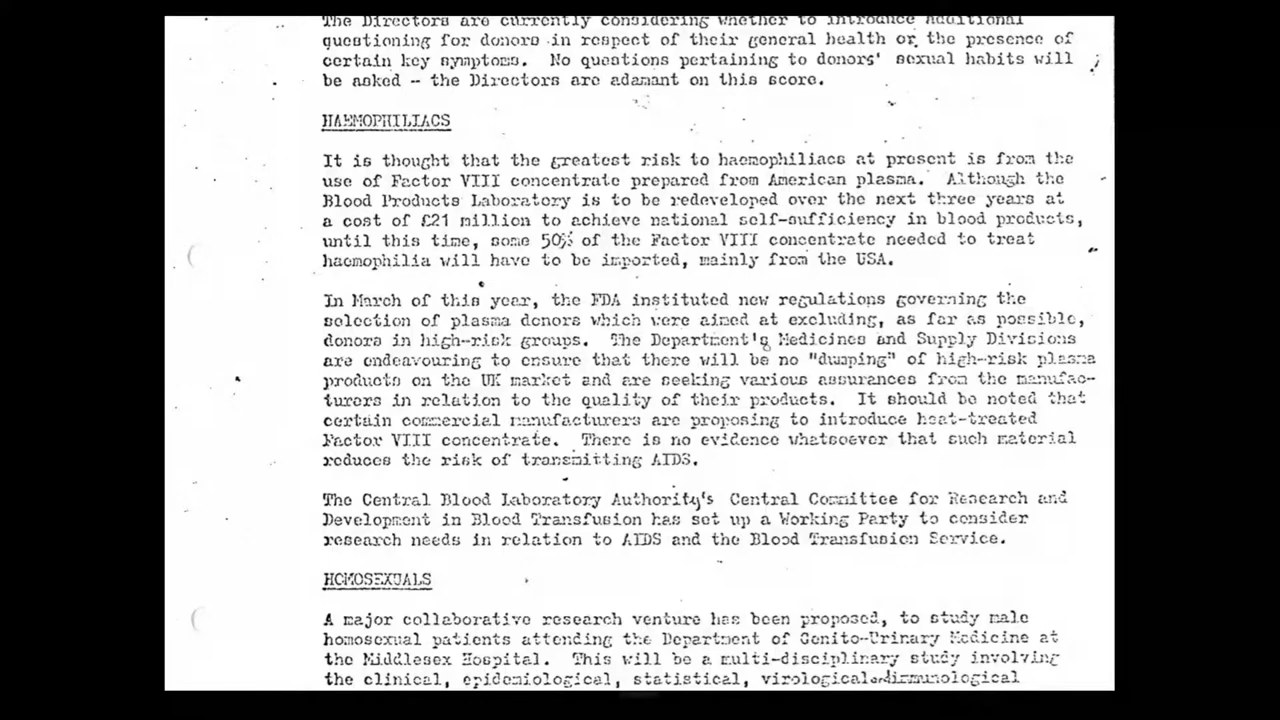 The Directors are currently considering whether to introduce additional
questioning for donors in respect of their general health or the presence of
certain key symptoms. No questions pertaining to donors' sexual habits will
be asked - the Directors are adamant on this score.
HAEMOPHILIACS
It is thought that the greatest risk to haemophiliacs at present is from the
use of Factor VIII concentrate prepared from American plasma. Although the
Blood Products Laboratory is to be redeveloped over the next three years at
a cost of £21 million to achieve national self-sufficiency in blood products,
until this time, some 50% of the Factor VIII concentrate needed to treat
haemophilia will have to be imported, mainly from the USA.
In March of this year, the FDA instituted new regulations governing the
selection of plasma donors which were aimed at excluding, as far as possible,
donors in high-risk groups. The Department's Medicines and Supply Divisions
are endeavouring to ensure that there will be no "dumping" of high-risk plasma
products on the UK market and are seeking various assurances from the manufac-
turers in relation to the quality of their products. It should be noted that
certain commercial manufacturers are proposing to introduce heat-treated
Factor VIII concentrate. There is no evidence whatsoever that such material
reduces the risk of transmitting AIDS.
The Central Blood Laboratory Authority's Central Committee for Research and
Development in Blood Transfusion has set up a Working Party to consider
research needs in relation to AIDS and the Blood Transfusion Service.
HOMOSEXUALS
A major collaborative research venture has been proposed, to study male
homosexual patients attending the Department of Genito-Urinary Medicine at
the Middlesex Hospital. This will be a multi-disciplinary study involving
the clinical, epidemiological, statistical, virological immunological